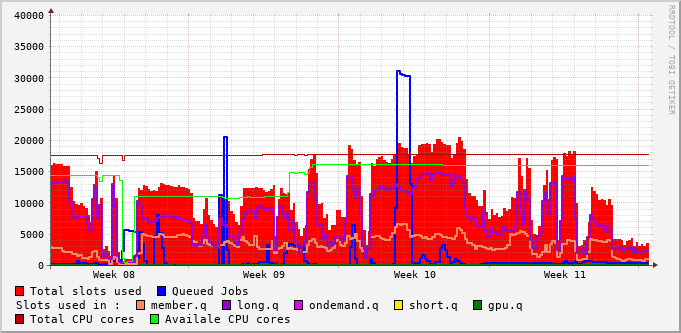 40000
35000
30000
25000
20000
15000
10000
5000
0
Week 08 Week 09 Week 10 Week 11
RRDTOOL / TOBI OETIKER
Total slots used Queued Jobs
Slots used in : member.q long.q ondemand.q short.q gpu.q
Total CPU cores Availale CPU cores